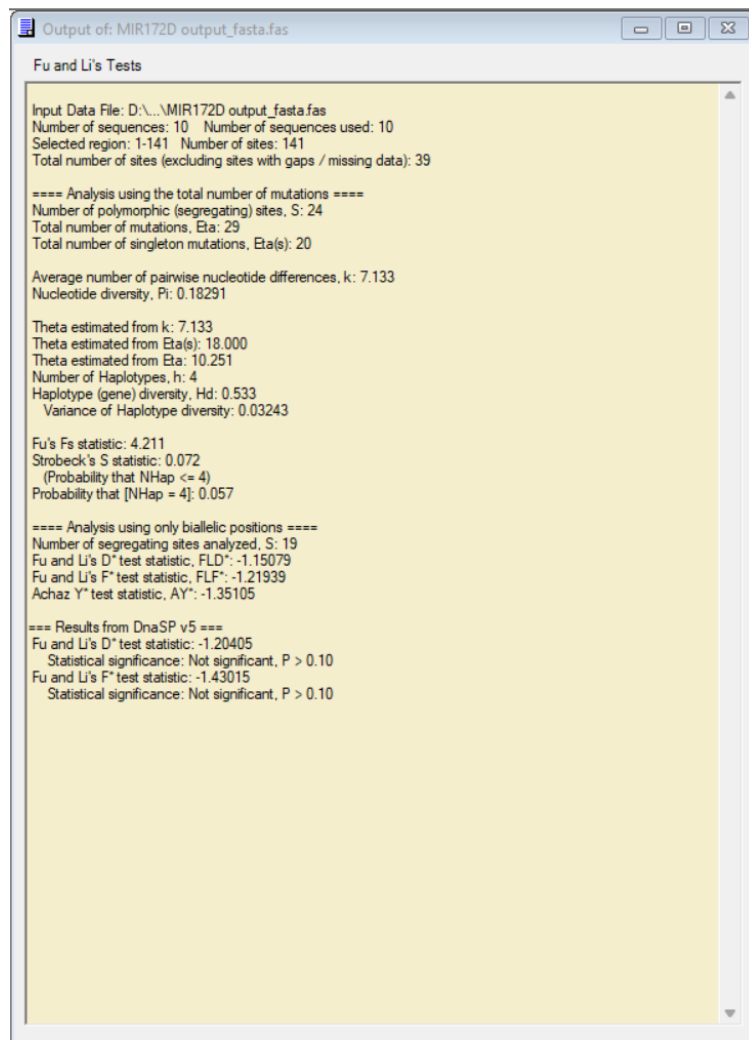 Output of: MIR172D output_fasta.fas
Fu and Li's Tests
Input Data File: D:\...\MIR172D output_fasta.fas
Number of sequences: 10 Number of sequences used: 10
Selected region: 1-141 Number of sites: 141
Total number of sites (excluding sites with gaps / missing data): 39
==== Analysis using the total number of mutations ====
Number of polymorphic (segregating) sites, S: 24
Total number of mutations, Eta: 29
Total number of singleton mutations, Eta(s): 20
Average number of pairwise nucleotide differences, k: 7.133
Nucleotide diversity, Pi: 0.18291
Theta estimated from k: 7.133
Theta estimated from Eta(s): 18.000
Theta estimated from Eta: 10.251
Number of Haplotypes, h: 4
Haplotype (gene) diversity, Hd: 0.533
Variance of Haplotype diversity: 0.03243
Fu's Fs statistic: 4.211
Strobeck's S statistic: 0.072
(Probability that NHap <= 4)
Probability that [NHap = 4]: 0.057
==== Analysis using only biallelic positions ====
Number of segregating sites analyzed, S: 19
Fu and Li's D* test statistic, FLD*: -1.15079
Fu and Li's F* test statistic, FLF*: -1.21939
Achaz Y* test statistic, AY*: -1.35105
=== Results from DnaSP v5 ===
Fu and Li's D* test statistic: -1.20405
Statistical significance: Not significant, P > 0.10
Fu and Li's F* test statistic: -1.43015
Statistical significance: Not significant, P > 0.10